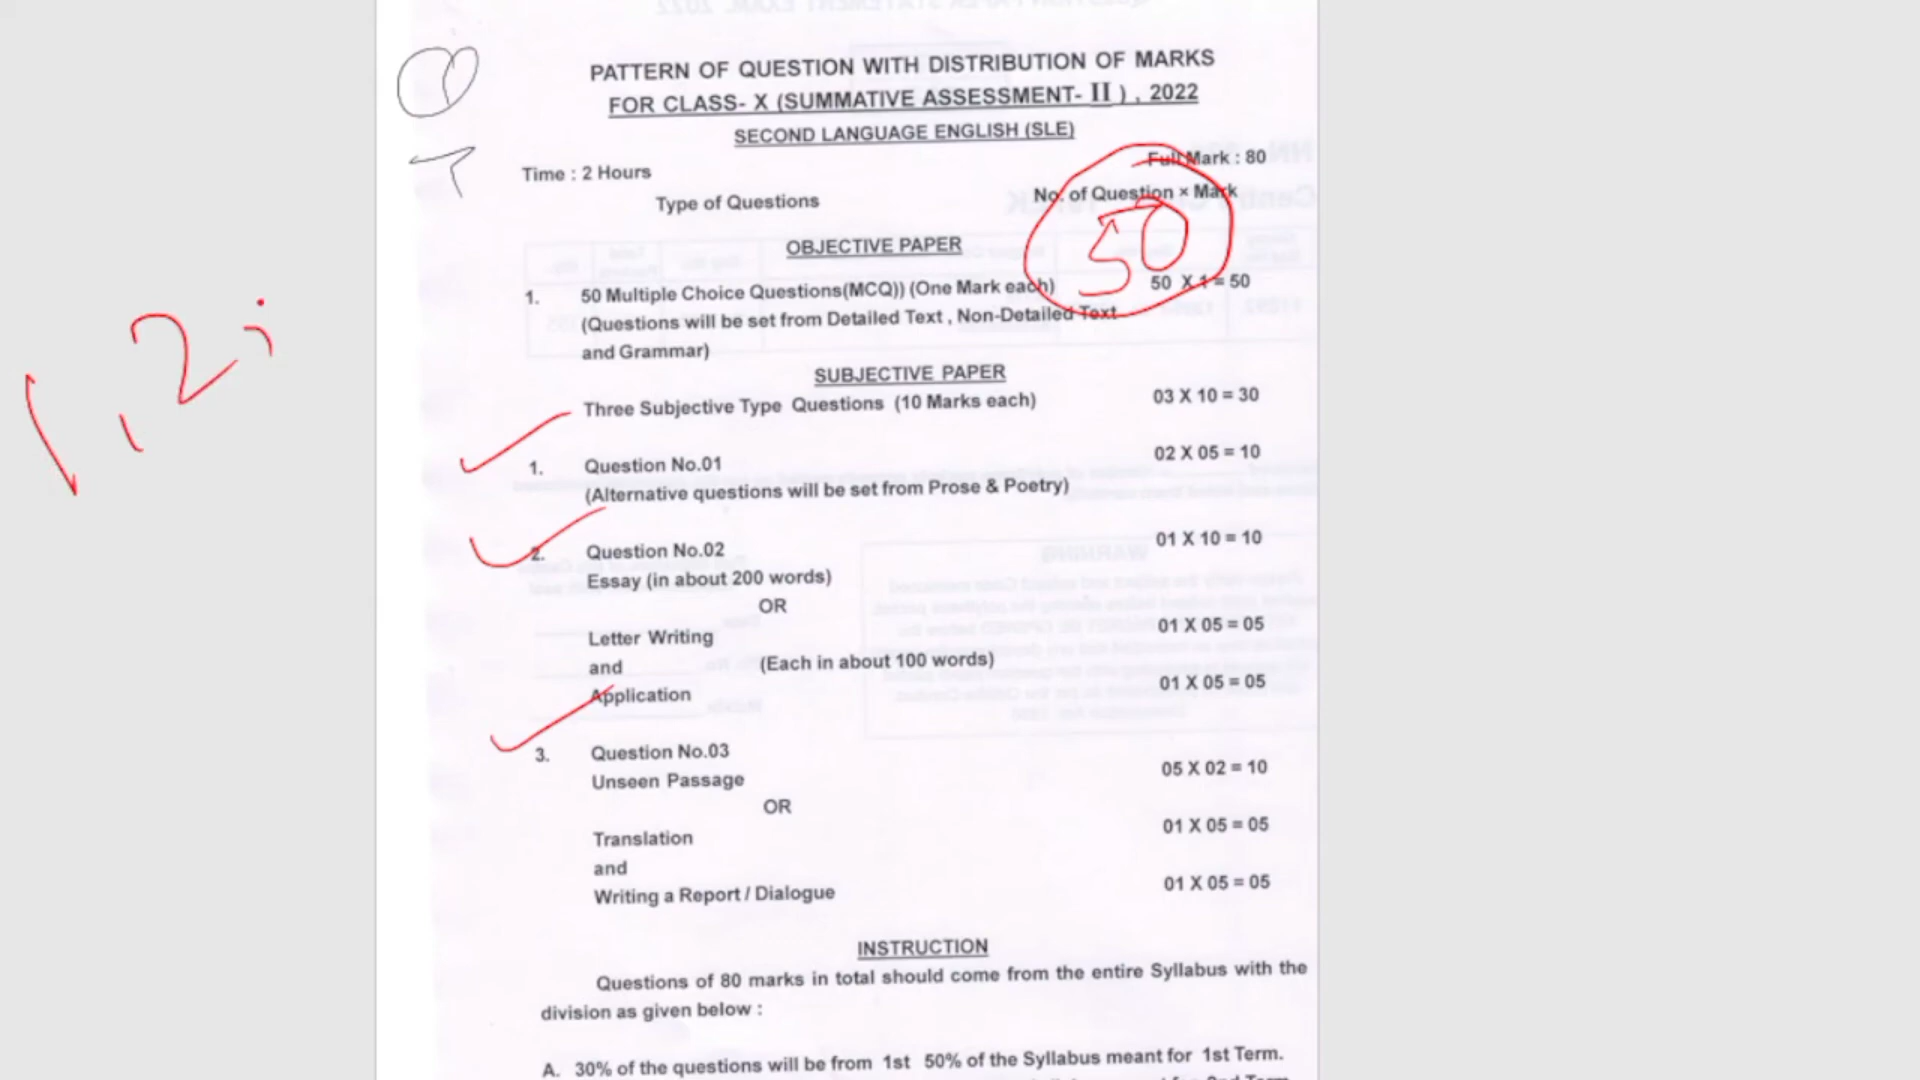 PATTERN OF QUESTION WITH DISTRIBUTION OF MARKS
FOR CLASS- X (SUMMATIVE ASSESSMENT- II ) , 2022
SECOND LANGUAGE ENGLISH (SLE)
Time : 2 Hours
Full Mark : 80
Type of Questions
No. of Question × Mark
OBJECTIVE PAPER
50
1. 50 Multiple Choice Questions(MCQ)) (One Mark each) 50 X 1 = 50
(Questions will be set from Detailed Text , Non-Detailed Text
and Grammar)
1, 2,
SUBJECTIVE PAPER
Three Subjective Type Questions (10 Marks each) 03 X 10 = 30
1. Question No.01 02 X 05 = 10
(Alternative questions will be set from Prose & Poetry)
2. Question No.02 01 X 10 = 10
Essay (in about 200 words)
OR
Letter Writing 01 X 05 = 05
and (Each in about 100 words)
Application 01 X 05 = 05
3. Question No.03
Unseen Passage 05 X 02 = 10
OR
Translation 01 X 05 = 05
and
Writing a Report / Dialogue 01 X 05 = 05
INSTRUCTION
Questions of 80 marks in total should come from the entire Syllabus with the
division as given below :
A. 30% of the questions will be from 1st 50% of the Syllabus meant for 1st Term.